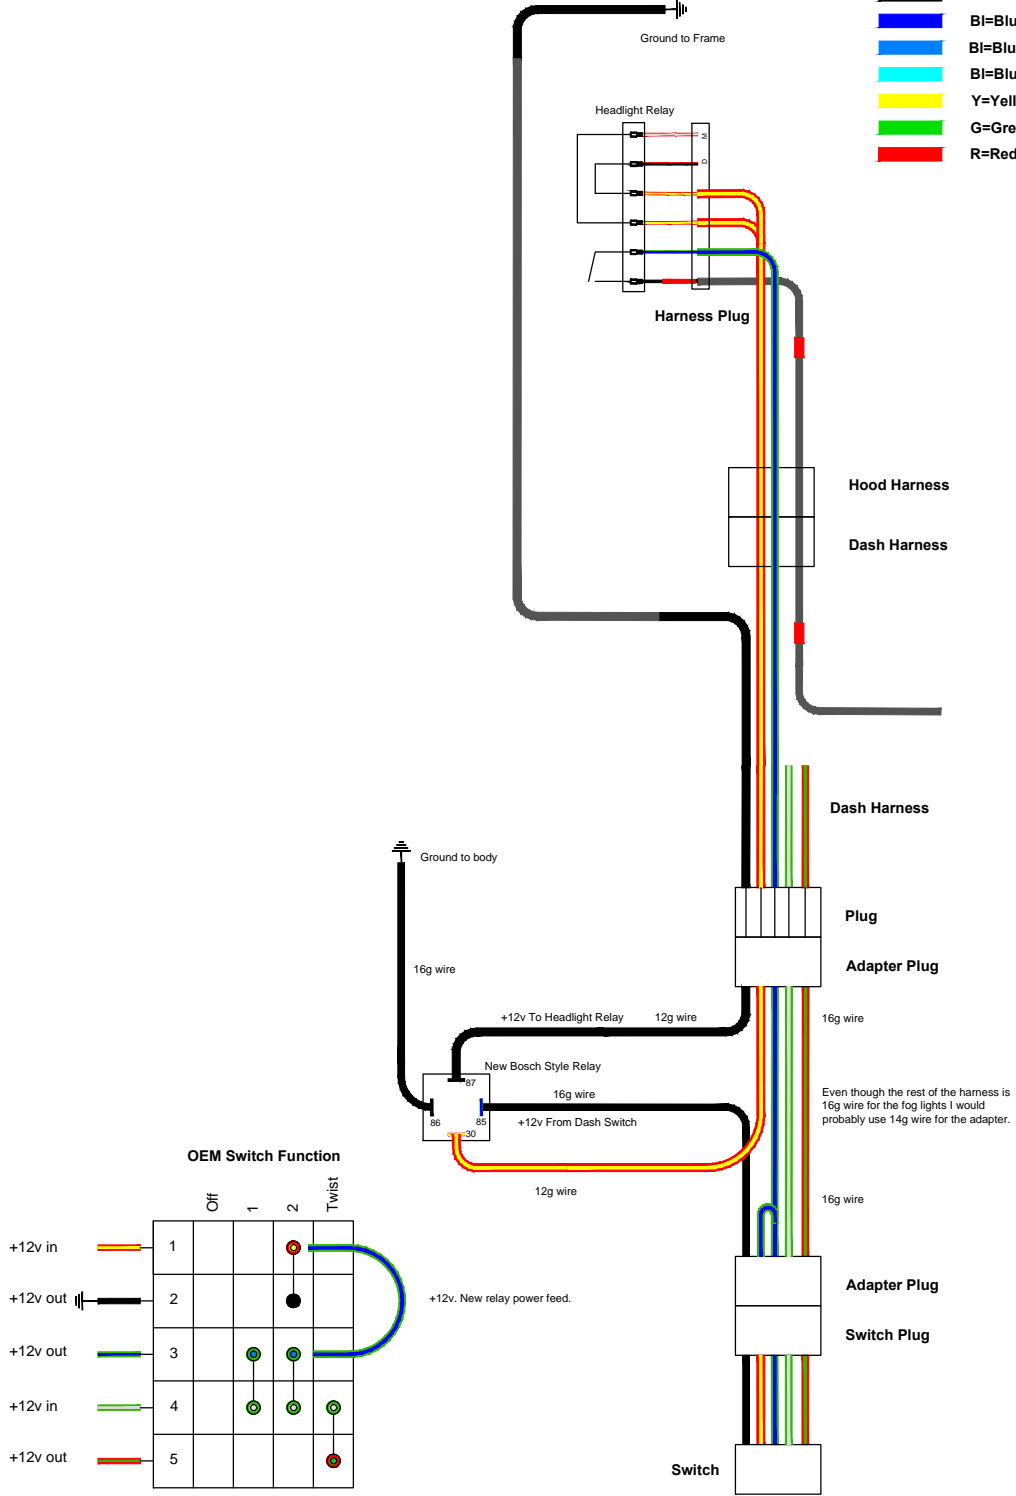 Bl=Blu
Bl=Blu
Bl=Blu
Y=Yell
G=Gre
R=Red
Ground to Frame
Headlight Relay
M
D
Harness Plug
Hood Harness
Dash Harness
Dash Harness
Ground to body
Plug
Adapter Plug
16g wire
+12v To Headlight Relay
12g wire
16g wire
New Bosch Style Relay
87
86
85
30
16g wire
+12v From Dash Switch
12g wire
Even though the rest of the harness is
16g wire for the fog lights I would
probably use 14g wire for the adapter.
16g wire
OEM Switch Function
Off
1
2
Twist
+12v in
1
+12v out
2
+12v. New relay power feed.
+12v out
3
+12v in
4
+12v out
5
Adapter Plug
Switch Plug
Switch